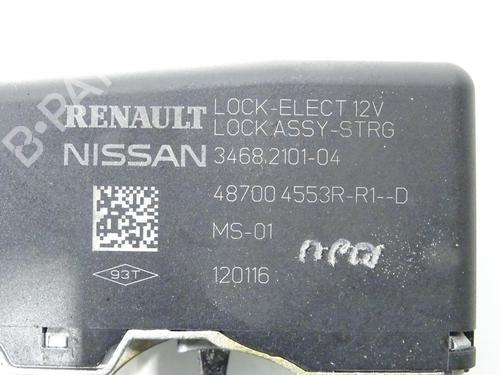 RENAULT LOCK-ELECT 12V
LOCK ASSY-STRG
NISSAN 3468.2101-04
48700 4553R-R1--D
MS-01
93T
120116